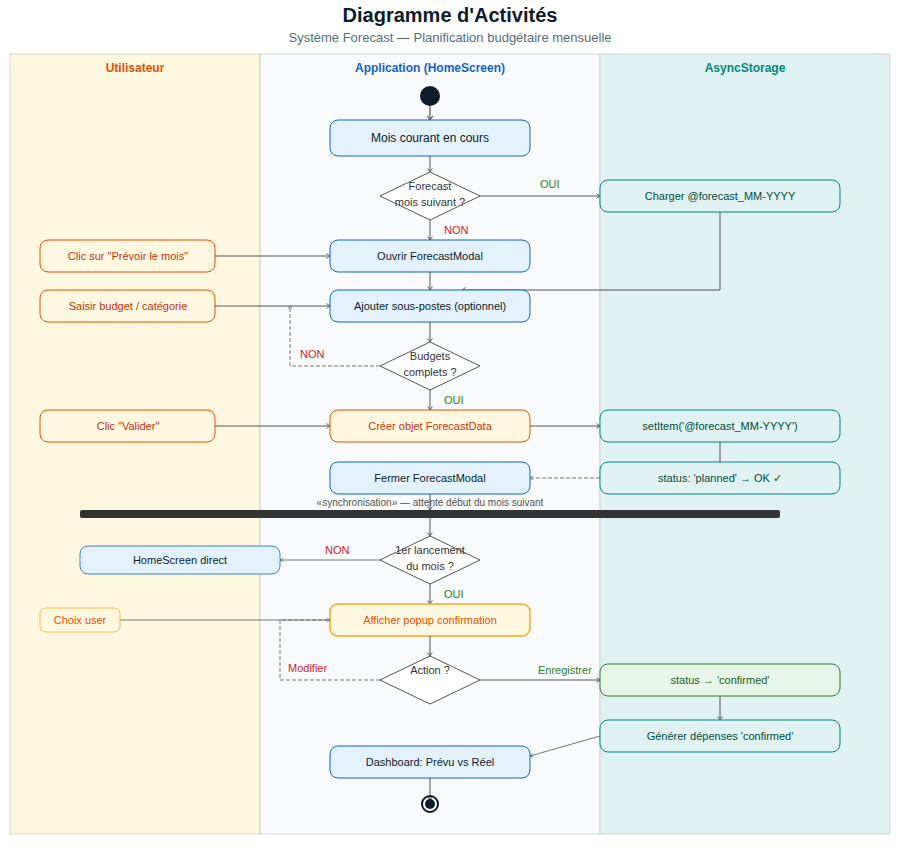 Diagramme d'Activités
Système Forecast — Planification budgétaire mensuelle
Utilisateur
Application (HomeScreen)
AsyncStorage
Mois courant en cours
Forecast
mois suivant ?
OUI
Charger @forecast_MM-YYYY
NON
Clic sur "Prévoir le mois"
Ouvrir ForecastModal
Saisir budget / catégorie
Ajouter sous-postes (optionnel)
NON
Budgets
complets ?
OUI
Clic "Valider"
Créer objet ForecastData
setItem('@forecast_MM-YYYY')
Fermer ForecastModal
status: 'planned' → OK ✓
«synchronisation» — attente début du mois suivant
NON
1er lancement
du mois ?
HomeScreen direct
OUI
Choix user
Afficher popup confirmation
Modifier
Action ?
Enregistrer
status → 'confirmed'
Générer dépenses 'confirmed'
Dashboard: Prévu vs Réel